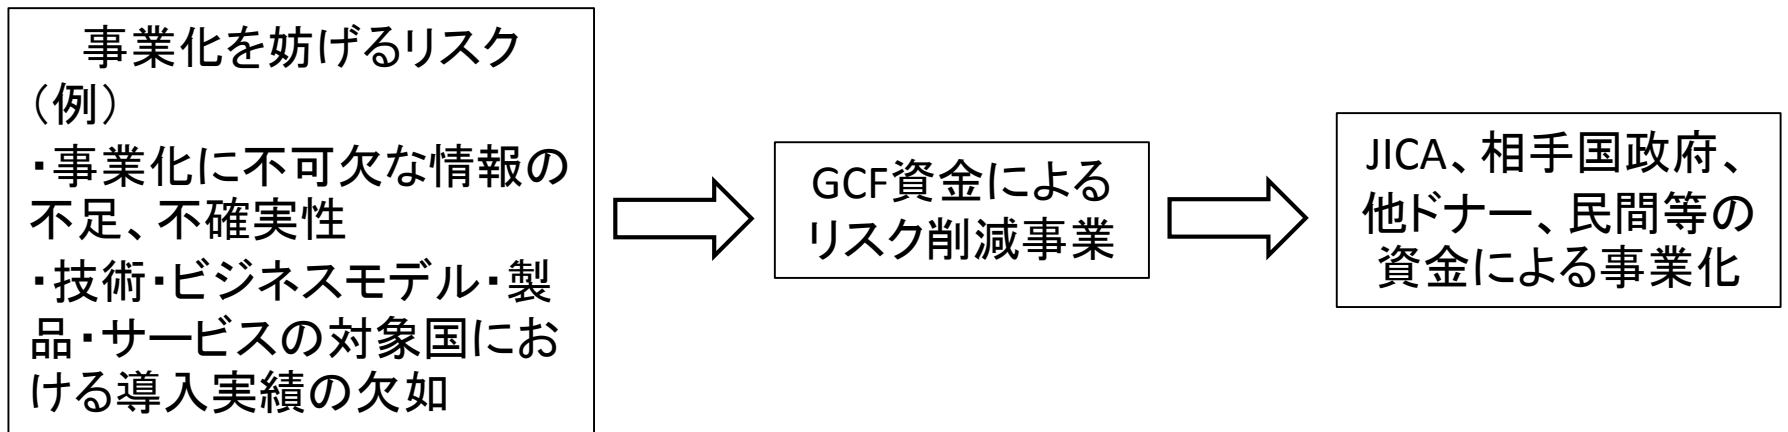 事業化を妨げるリスク
（例）
・事業化に不可欠な情報の
不足、不確実性
・技術・ビジネスモデル・製
品・サービスの対象国にお
ける導入実績の欠如
GCF資金による
リスク削減事業
JICA、相手国政府、
他ドナー、民間等の
資金による事業化